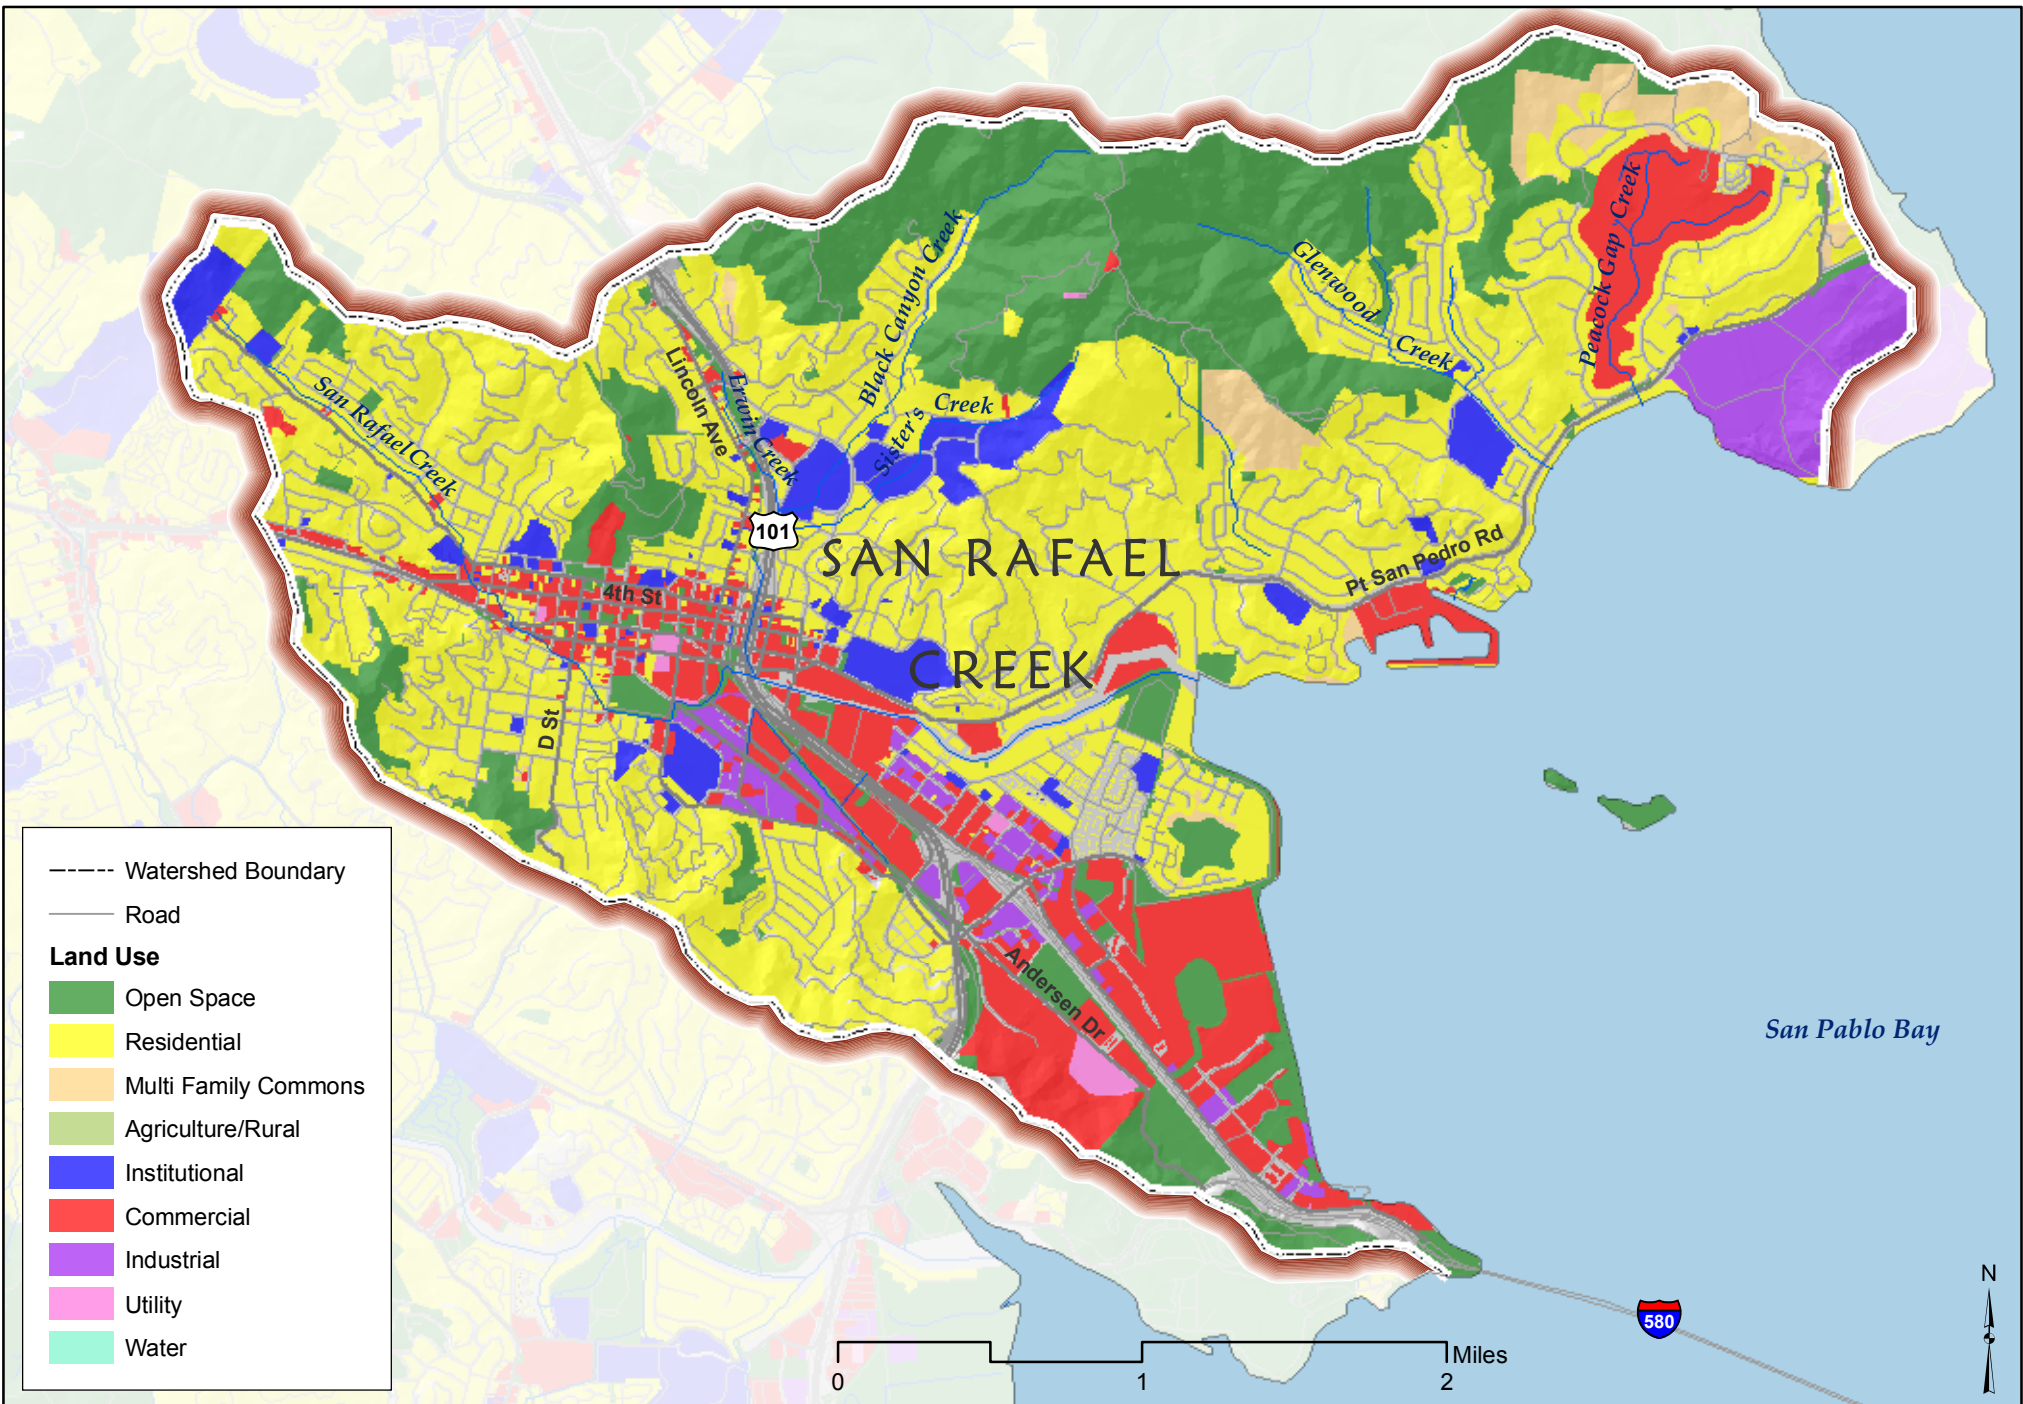 Black Canyon Creek
Glenwood
Creek
Peacock Gap Creek
San Rafael Creek
Lincoln Ave
Erwin Creek
Sister's
Creek
101
SAN RAFAEL
CREEK
4th St
D St
Pt San Pedro Rd
Andersen Dr
San Pablo Bay
580
Watershed Boundary
Road
Land Use
Open Space
Residential
Multi Family Commons
Agriculture/Rural
Institutional
Commercial
Industrial
Utility
Water
Miles
0 1 2
N